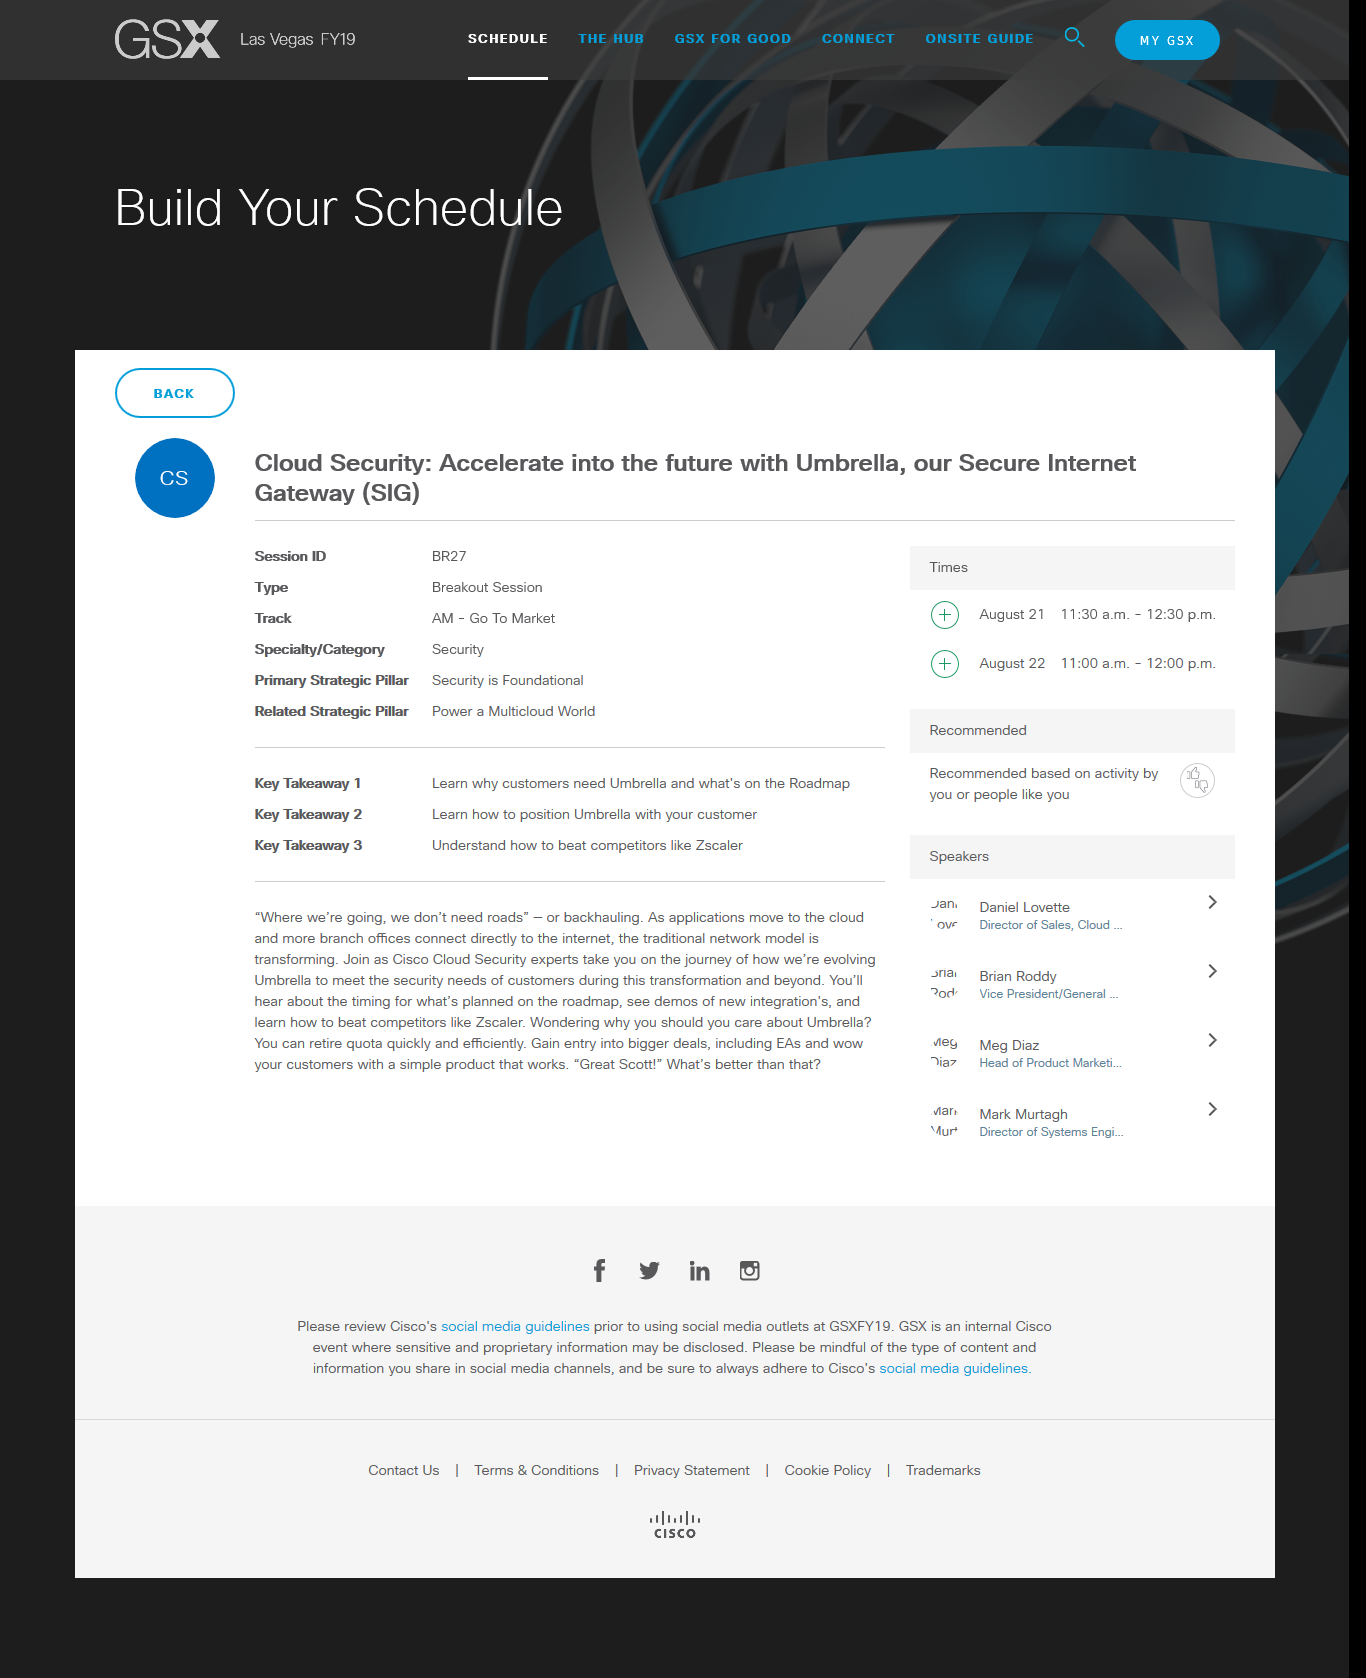 GSX Las Vegas FY19
SCHEDULE THE HUB GSX FOR GOOD CONNECT ONSITE GUIDE MY GSX
Build Your Schedule
BACK
CS
Cloud Security: Accelerate into the future with Umbrella, our Secure Internet
Gateway (SIG)
Session ID BR27
Type Breakout Session
Track AM - Go To Market
Specialty/Category Security
Primary Strategic Pillar Security is Foundational
Related Strategic Pillar Power a Multicloud World
Key Takeaway 1 Learn why customers need Umbrella and what's on the Roadmap
Key Takeaway 2 Learn how to position Umbrella with your customer
Key Takeaway 3 Understand how to beat competitors like Zscaler
“Where we’re going, we don’t need roads” – or backhauling. As applications move to the cloud
and more branch offices connect directly to the internet, the traditional network model is
transforming. Join as Cisco Cloud Security experts take you on the journey of how we’re evolving
Umbrella to meet the security needs of customers during this transformation and beyond. You’ll
hear about the timing for what’s planned on the roadmap, see demos of new integration's, and
learn how to beat competitors like Zscaler. Wondering why you should you care about Umbrella?
You can retire quota quickly and efficiently. Gain entry into bigger deals, including EAs and wow
your customers with a simple product that works. “Great Scott!” What’s better than that?
Times
August 21 11:30 a.m. - 12:30 p.m.
August 22 11:00 a.m. - 12:00 p.m.
Recommended
Recommended based on activity by
you or people like you
Speakers
Daniel Lovette
Director of Sales, Cloud ...
Brian Roddy
Vice President/General ...
Meg
Diaz
Meg Diaz
Head of Product Marketi...
Mark Murtagh
Director of Systems Engi...
Please review Cisco's social media guidelines prior to using social media outlets at GSXFY19. GSX is an internal Cisco
event where sensitive and proprietary information may be disclosed. Please be mindful of the type of content and
information you share in social media channels, and be sure to always adhere to Cisco's social media guidelines.
Contact Us | Terms & Conditions | Privacy Statement | Cookie Policy | Trademarks
CISCO